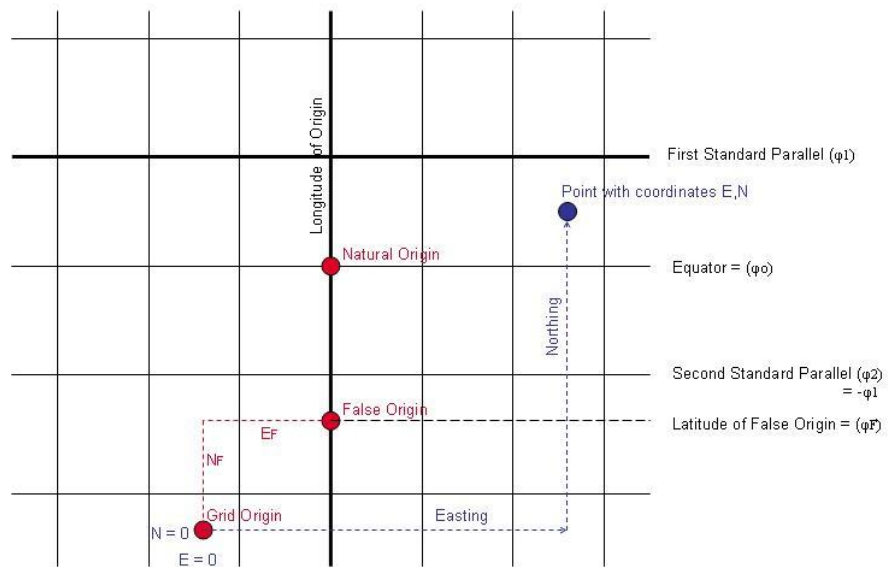 Longitude of Origin
First Standard Parallel (φ1)
Point with coordinates E,N
Natural Origin
Equator = (φo)
Northing
Second Standard Parallel (φ2)
= -φ1
False Origin
Latitude of False Origin = (φF)
EF
NF
Grid Origin
Easting
N = 0
E = 0